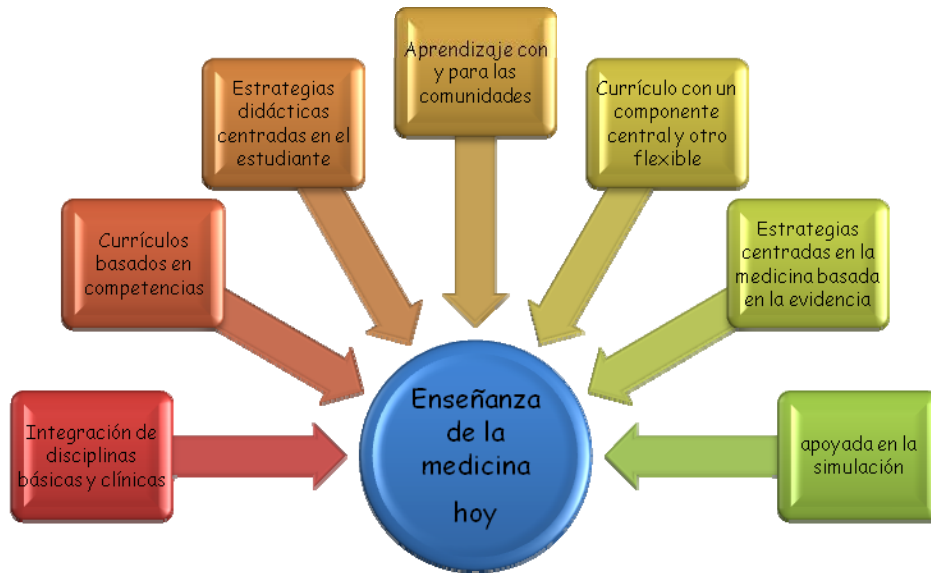 Aprendizaje con
y para las
comunidades
Estrategias
didácticas
centradas en el
estudiante
Currículo con un
componente
central y otro
flexible
Currículos
basados en
competencias
Estrategias
centradas en la
medicina basada
en la evidencia
Integración de
disciplinas
básicas y clínicas
Enseñanza
de la
medicina
hoy
apoyada en la
simulación